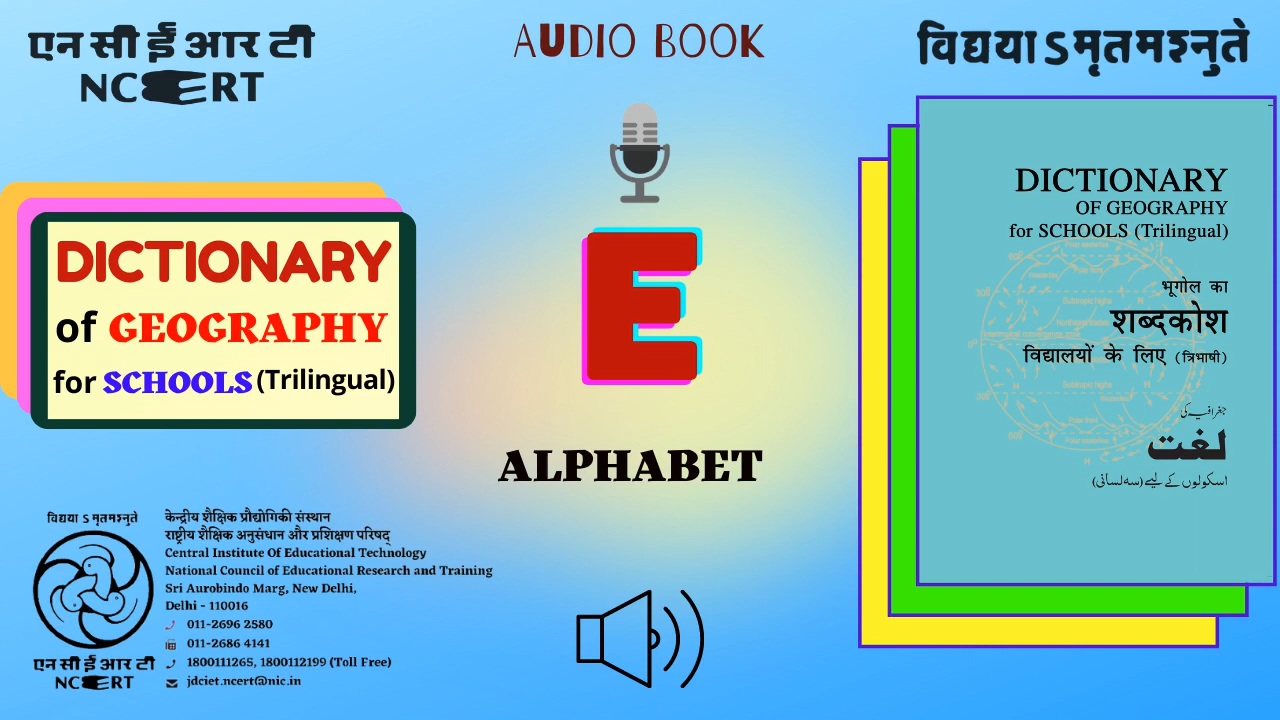 एन सी ई आर टी
NCERT
AUDIO BOOK
विद्यया ऽ मृतमश्नुते
DICTIONARY
of GEOGRAPHY
for SCHOOLS (Trilingual)
E
ALPHABET
DICTIONARY
OF GEOGRAPHY
for SCHOOLS (Trilingual)
भूगोल का
शब्दकोश
विद्यालयों के लिए (त्रिभाषी)
جغرافیہ کی
لغت
اسکولوں کے لیے (سہ لسانی)
विद्यया ऽ मृतमश्नुते
एन सी ई आर टी
NCERT
केन्द्रीय शैक्षिक प्रौद्योगिकी संस्थान
राष्ट्रीय शैक्षिक अनुसंधान और प्रशिक्षण परिषद्
Central Institute Of Educational Technology
National Council of Educational Research and Training
Sri Aurobindo Marg, New Delhi,
Delhi - 110016
011-2696 2580
011-2686 4141
1800111265, 1800112199 (Toll Free)
jdciet.ncert@nic.in